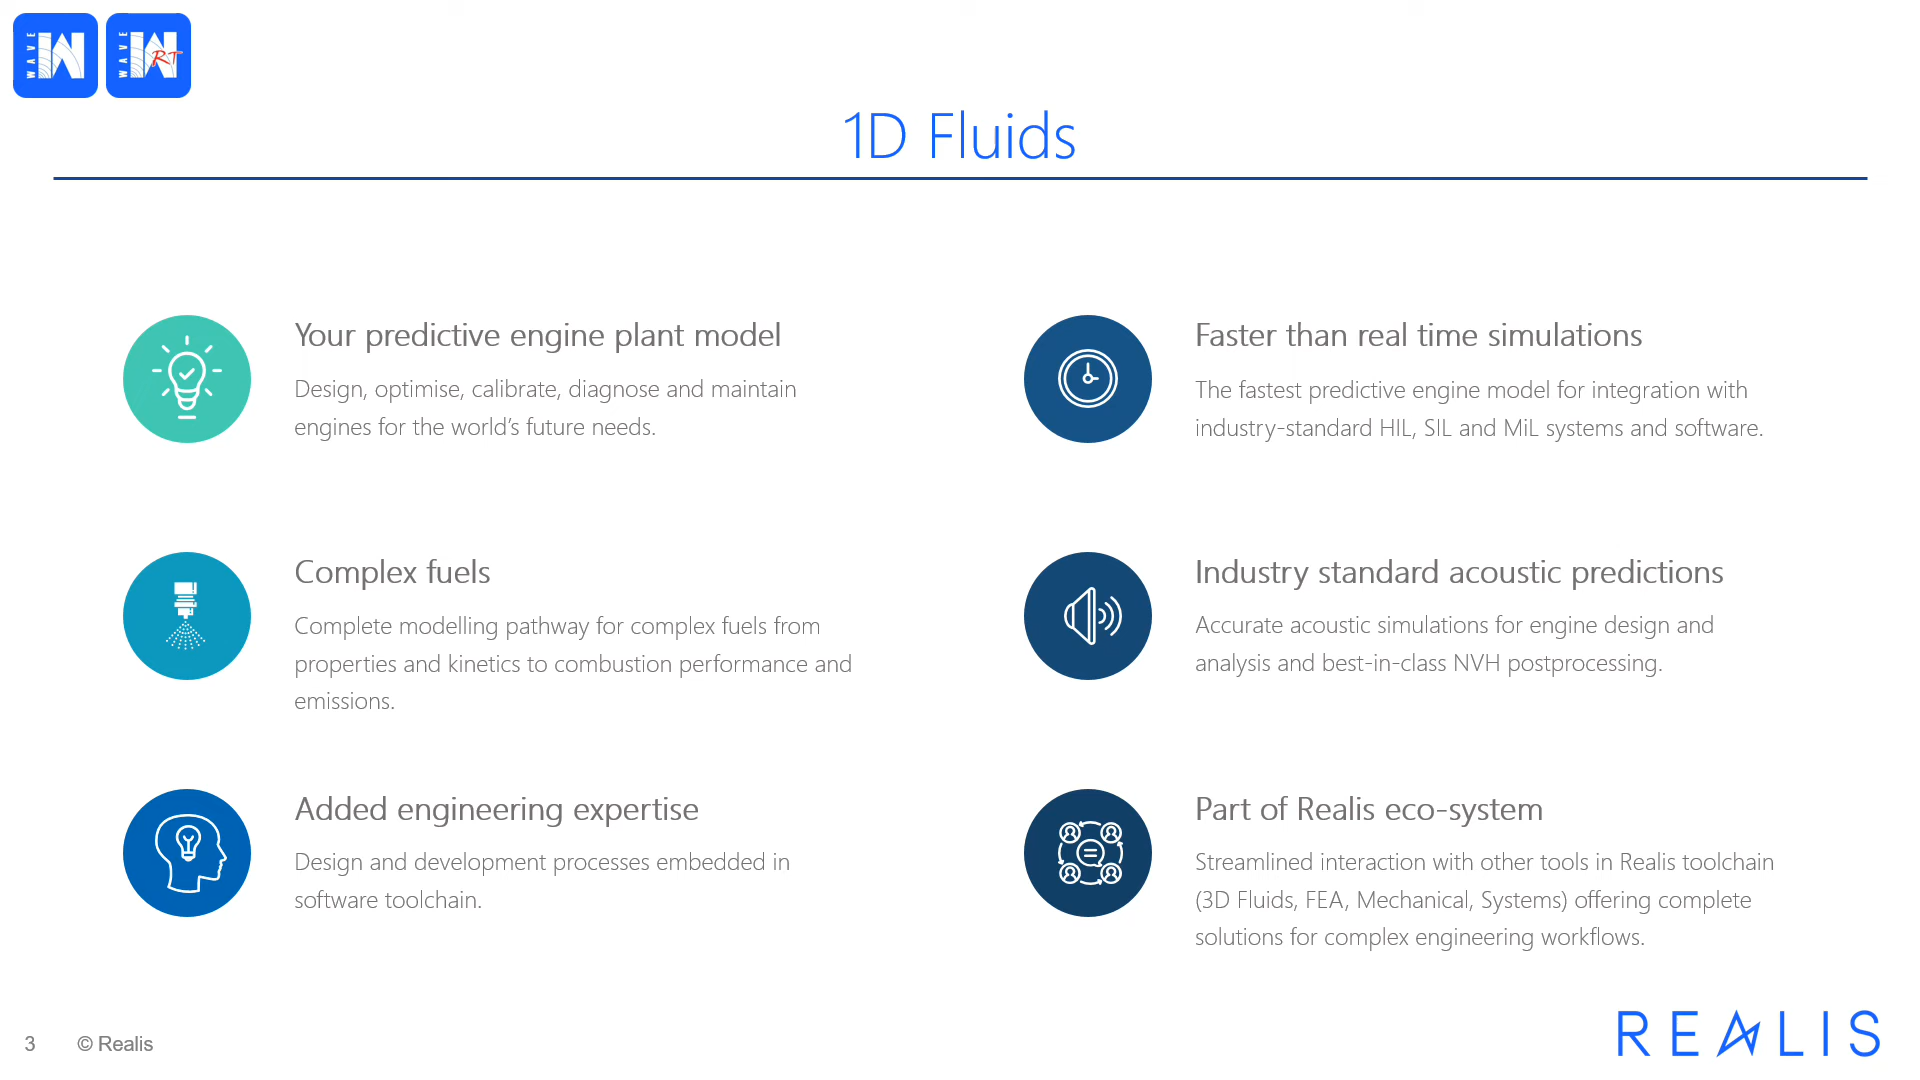 WAVE
WAVE
RT
1D Fluids
Your predictive engine plant model
Design, optimise, calibrate, diagnose and maintain
engines for the world’s future needs.
Faster than real time simulations
The fastest predictive engine model for integration with
industry-standard HIL, SIL and MiL systems and software.
Complex fuels
Complete modelling pathway for complex fuels from
properties and kinetics to combustion performance and
emissions.
Industry standard acoustic predictions
Accurate acoustic simulations for engine design and
analysis and best-in-class NVH postprocessing.
Added engineering expertise
Design and development processes embedded in
software toolchain.
Part of Realis eco-system
Streamlined interaction with other tools in Realis toolchain
(3D Fluids, FEA, Mechanical, Systems) offering complete
solutions for complex engineering workflows.
3 © Realis
REALIS